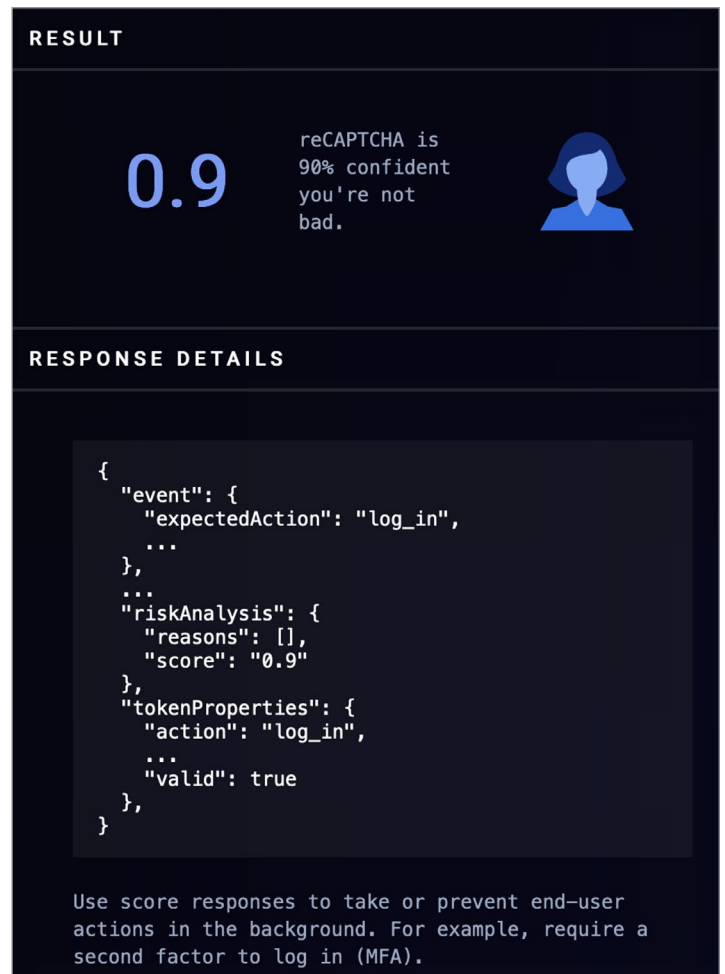 RESULT
0.9
reCAPTCHA is
90% confident
you're not
bad.
RESPONSE DETAILS
{
"event": {
"expectedAction": "log_in",
...
},
...
"riskAnalysis": {
"reasons": [],
"score": "0.9"
},
"tokenProperties": {
"action": "log_in",
...
"valid": true
},
}
Use score responses to take or prevent end-user
actions in the background. For example, require a
second factor to log in (MFA).